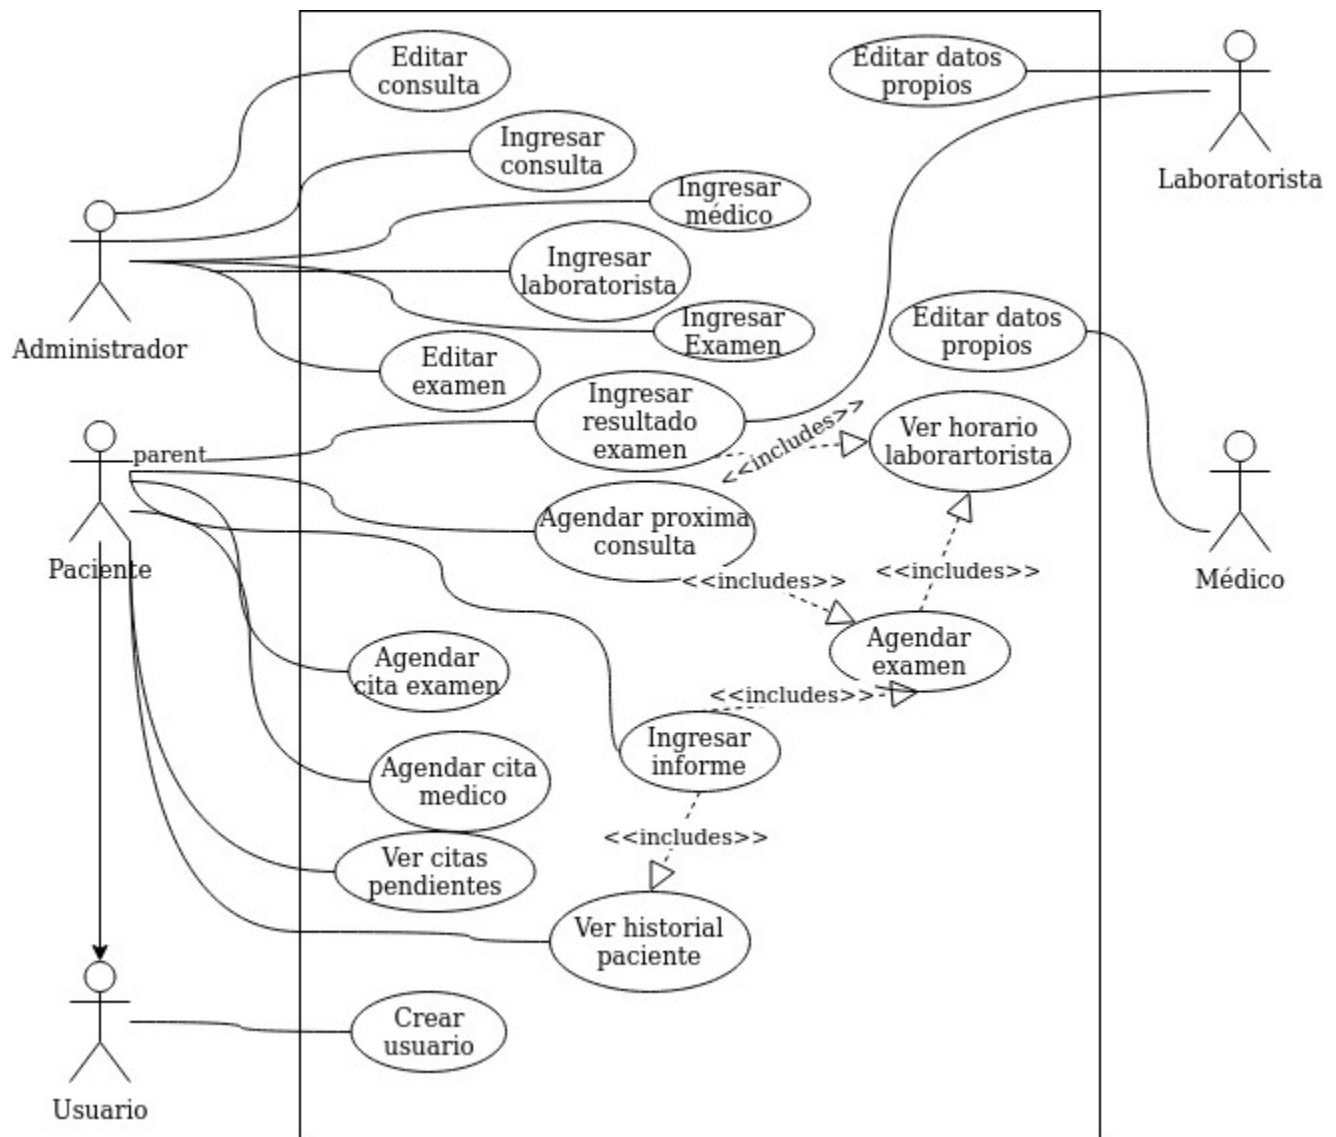 Editar
consulta
Editar datos
propios
Laboratorista
Ingresar
consulta
Ingresar
médico
Ingresar
laboratorista
Administrador
Ingresar
Examen
Editar datos
propios
Editar
examen
Ingresar
resultado
examen
<<includes>>
Ver horario
laborartorista
parent
Paciente
Agendar proxima
consulta
<<includes>>
<<includes>>
Médico
Agendar
examen
Agendar
cita examen
<<includes>>
Ingresar
informe
Agendar cita
medico
<<includes>>
Ver citas
pendientes
Ver historial
paciente
Crear
usuario
Usuario